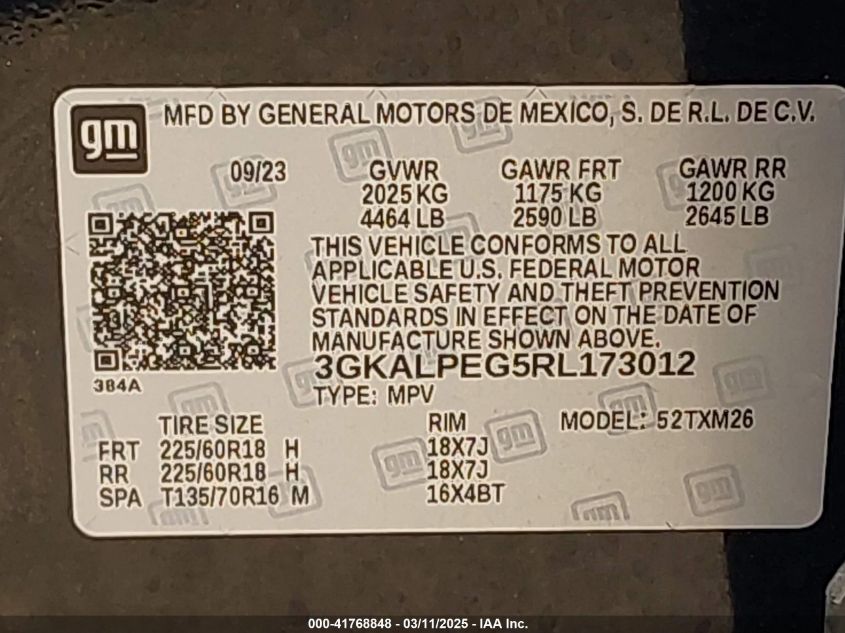 gm MFD BY GENERAL MOTORS DE MEXICO, S. DE R.L. DE C.V.
09/23 GVWR GAWR FRT GAWR RR
2025 KG 1175 KG 1200 KG
4464 LB 2590 LB 2645 LB
THIS VEHICLE CONFORMS TO ALL
APPLICABLE U.S. FEDERAL MOTOR
VEHICLE SAFETY AND THEFT PREVENTION
STANDARDS IN EFFECT ON THE DATE OF
MANUFACTURE SHOWN ABOVE.
3GKALPEG5RL173012
384A
TYPE: MPV
TIRE SIZE RIM MODEL: 52TXM26
FRT 225/60R18 H 18X7J
RR 225/60R18 H 18X7J
SPA T135/70R16 M 16X4BT
000-41768848 - 03/11/2025 - IAA Inc.